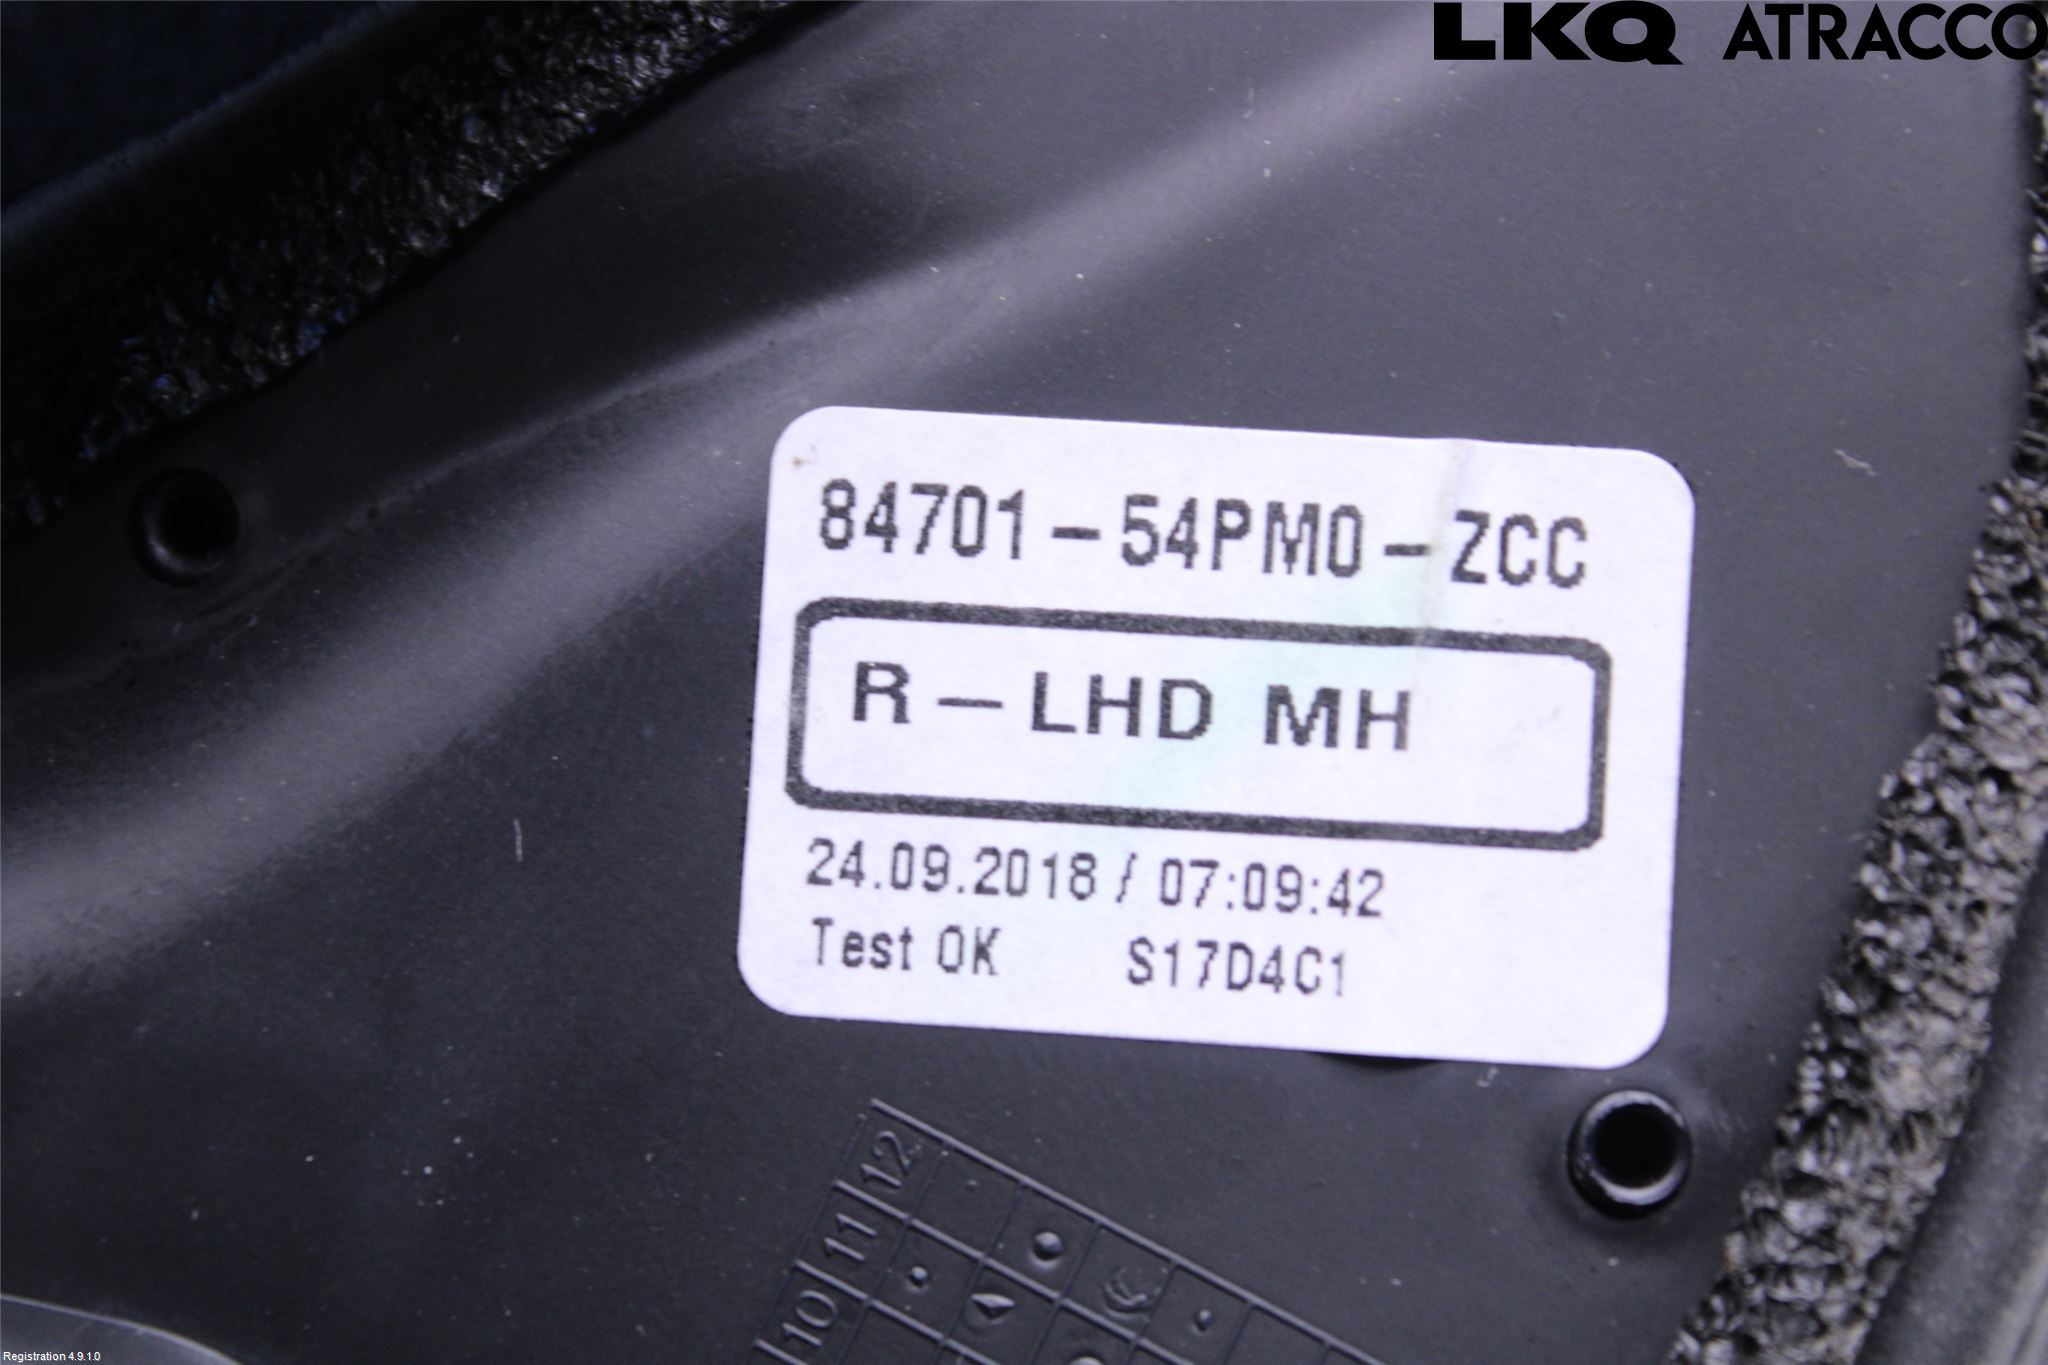 LKQ ATRACCO
84701-54PM0-ZCC
R-LHD MH
24.09.2018 / 07:09:42
Test OK S17D4C1
12
11
10
Registration 4.9.1.0